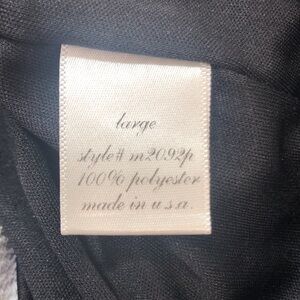 large
style# m2092p
100% polyester
made in u.s.a.